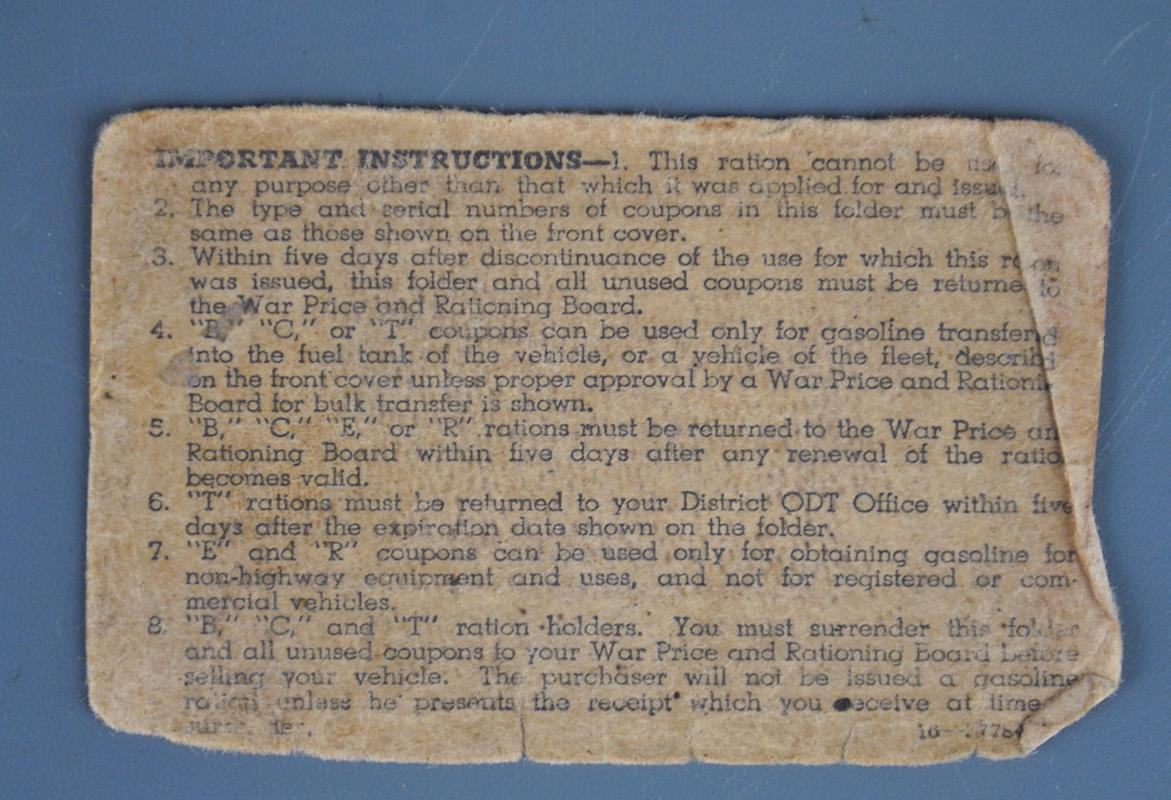 IMPORTANT INSTRUCTIONS—1. This ration cannot be used for
any purpose other than that which it was applied for and issued.
2. The type and serial numbers of coupons in this folder must be the
same as those shown on the front cover.
3. Within five days after discontinuance of the use for which this ration
was issued, this folder and all unused coupons must be returned to
the War Price and Rationing Board.
4. "B," "C," or "T" coupons can be used only for gasoline transferred
into the fuel tank of the vehicle, or a vehicle of the fleet, described
on the front cover unless proper approval by a War Price and Rationing
Board for bulk transfer is shown.
5. "B," "C," "E," or "R" rations must be returned to the War Price and
Rationing Board within five days after any renewal of the ration
becomes valid.
6. "T" rations must be returned to your District ODT Office within five
days after the expiration date shown on the folder.
7. "E" and "R" coupons can be used only for obtaining gasoline for
non-highway equipment and uses, and not for registered or com-
mercial vehicles.
8. "B," "C," and "T" ration holders. You must surrender this folder
and all unused coupons to your War Price and Rationing Board before
selling your vehicle. The purchaser will not be issued a gasoline
ration unless he presents the receipt which you receive at time
surrender.